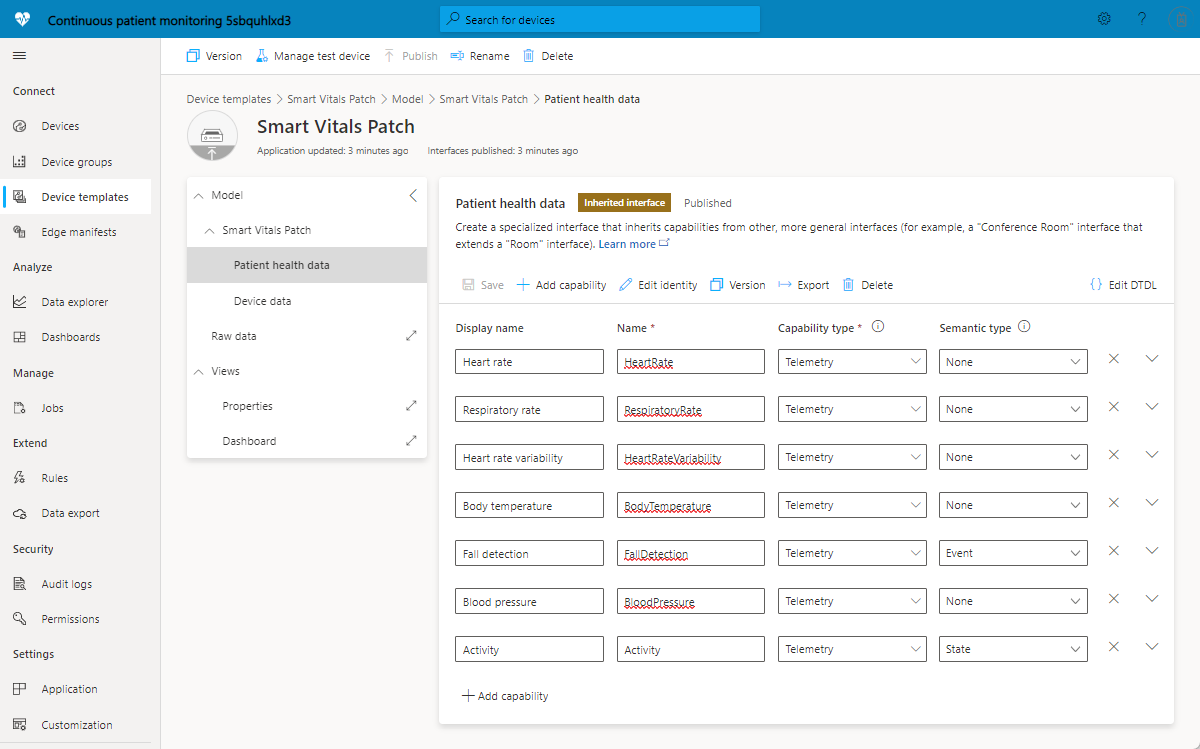 Continuous patient monitoring 5sbquhlxd3
Search for devices
?
Version Manage test device Publish Rename Delete
Connect
Devices
Device groups
Device templates
Edge manifests
Analyze
Data explorer
Dashboards
Manage
Jobs
Extend
Rules
Data export
Security
Audit logs
Permissions
Settings
Application
Customization
Device templates > Smart Vitals Patch > Model > Smart Vitals Patch > Patient health data
Smart Vitals Patch
Application updated: 3 minutes ago Interfaces published: 3 minutes ago
Model
Smart Vitals Patch
Patient health data
Device data
Raw data
Views
Properties
Dashboard
Patient health data Inherited interface Published
Create a specialized interface that inherits capabilities from other, more general interfaces (for example, a "Conference Room" interface that
extends a "Room" interface). Learn more
Save Add capability Edit identity Version Export Delete {} Edit DTDL
Display name Name * Capability type * Semantic type
Heart rate HeartRate Telemetry None
Respiratory rate RespiratoryRate Telemetry None
Heart rate variability HeartRateVariability Telemetry None
Body temperature BodyTemperature Telemetry None
Fall detection FallDetection Telemetry Event
Blood pressure BloodPressure Telemetry None
Activity Activity Telemetry State
Add capability